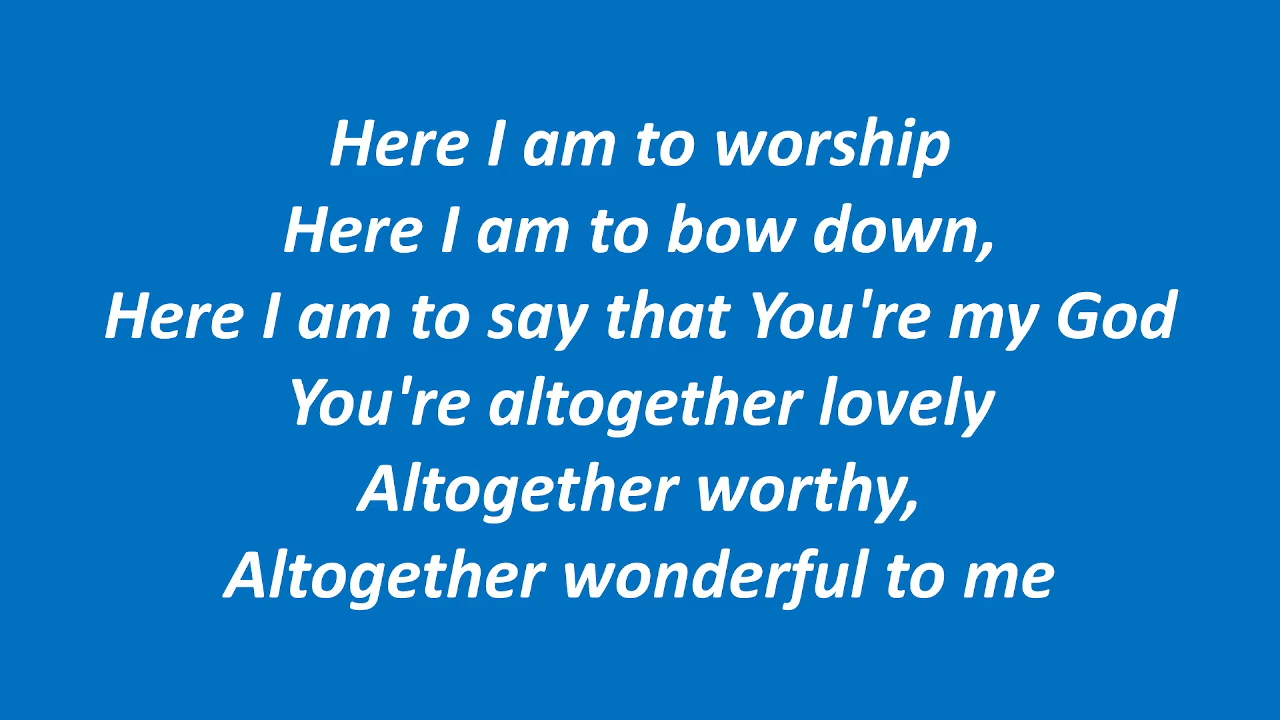 Here I am to worship
Here I am to bow down,
Here I am to say that You're my God
You're altogether lovely
Altogether worthy,
Altogether wonderful to me